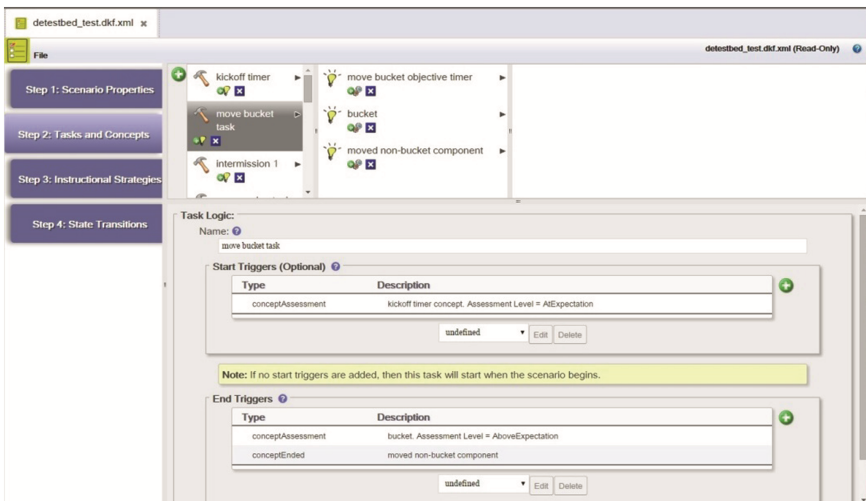 detestbed_test.dkf.xml x
File
detestbed_test.dkf.xml (Read-Only)
Step 1: Scenario Properties
Step 2: Tasks and Concepts
Step 3: Instructional Strategies
Step 4: State Transitions
kickoff timer
move bucket
task
intermission 1
move bucket objective timer
bucket
moved non-bucket component
Task Logic:
Name:
move bucket task
Start Triggers (Optional)
Type Description
conceptAssessment kickoff timer concept. Assessment Level = AtExpectation
undefined Edit Delete
Note: If no start triggers are added, then this task will start when the scenario begins.
End Triggers
Type Description
conceptAssessment bucket. Assessment Level = AboveExpectation
conceptEnded moved non-bucket component
undefined Edit Delete